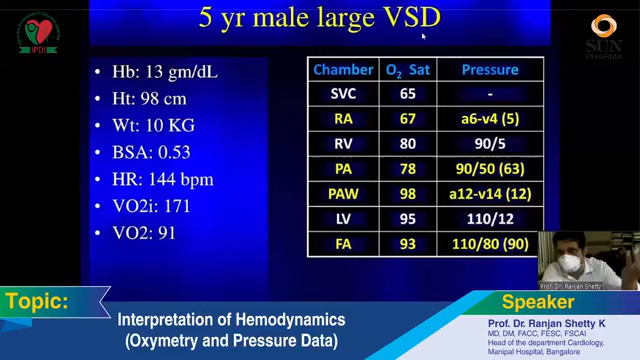 5 yr male large VSD
IPDI
SUN
PHARMA
• Hb: 13 gm/dL
• Ht: 98 cm
• Wt: 10 KG
• BSA: 0.53
• HR: 144 bpm
• VO2i: 171
• VO2: 91
Chamber O₂ Sat Pressure
SVC 65 -
RA 67 a6-v4 (5)
RV 80 90/5
PA 78 90/50 (63)
PAW 98 a12-v14 (12)
LV 95 110/12
FA 93 110/80 (90)
Prof. Dr. Ranjan Shetty K
Topic:
Interpretation of Hemodynamics
(Oxymetry and Pressure Data)
Speaker
Prof. Dr. Ranjan Shetty K
MD, DM, FACC, FESC, FSCAI
Head of the department Cardiology,
Manipal Hospital, Bangalore